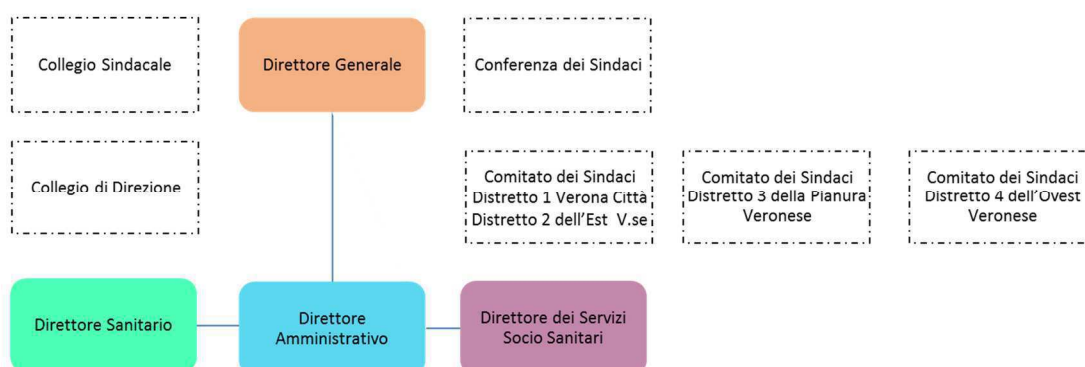 Collegio Sindacale
Direttore Generale
Conferenza dei Sindaci
Collegio di Direzione
Comitato dei Sindaci
Distretto 1 Verona Città
Distretto 2 dell'Est V.se
Comitato dei Sindaci
Distretto 3 della Pianura
Veronese
Comitato dei Sindaci
Distretto 4 dell'Ovest
Veronese
Direttore Sanitario
Direttore
Amministrativo
Direttore dei Servizi
Socio Sanitari